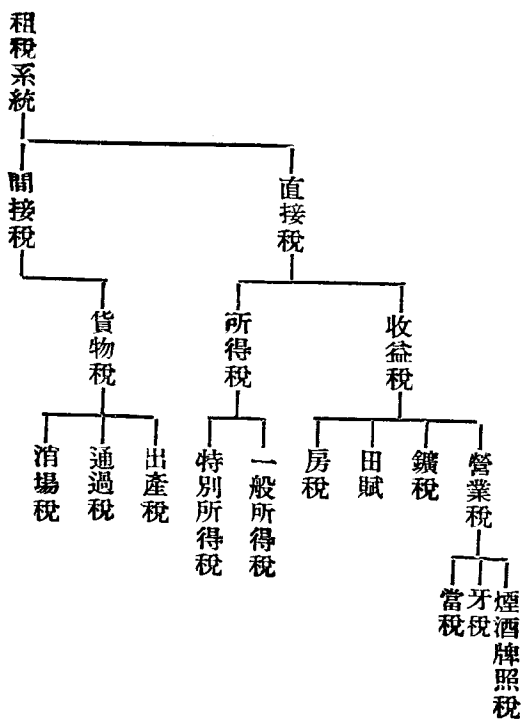 租稅系統
直接稅
收益稅
營業稅
煙酒牌照稅
牙稅
當稅
鑛稅
田賦
房稅
所得稅
一般所得稅
特別所得稅
間接稅
貨物稅
出產稅
通過稅
消場稅